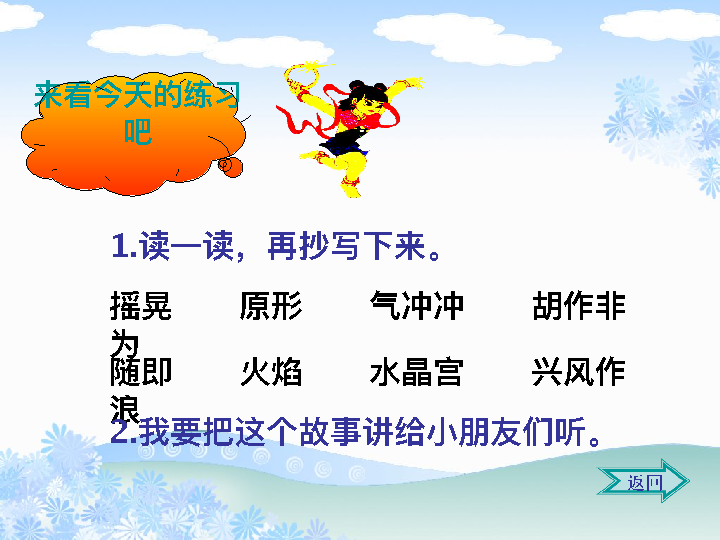 来看今天的练习
吧
1.读一读，再抄写下来。
摇晃 原形 气冲冲 胡作非
为
随即 火焰 水晶宫 兴风作
浪
2.我要把这个故事讲给小朋友们听。
返回